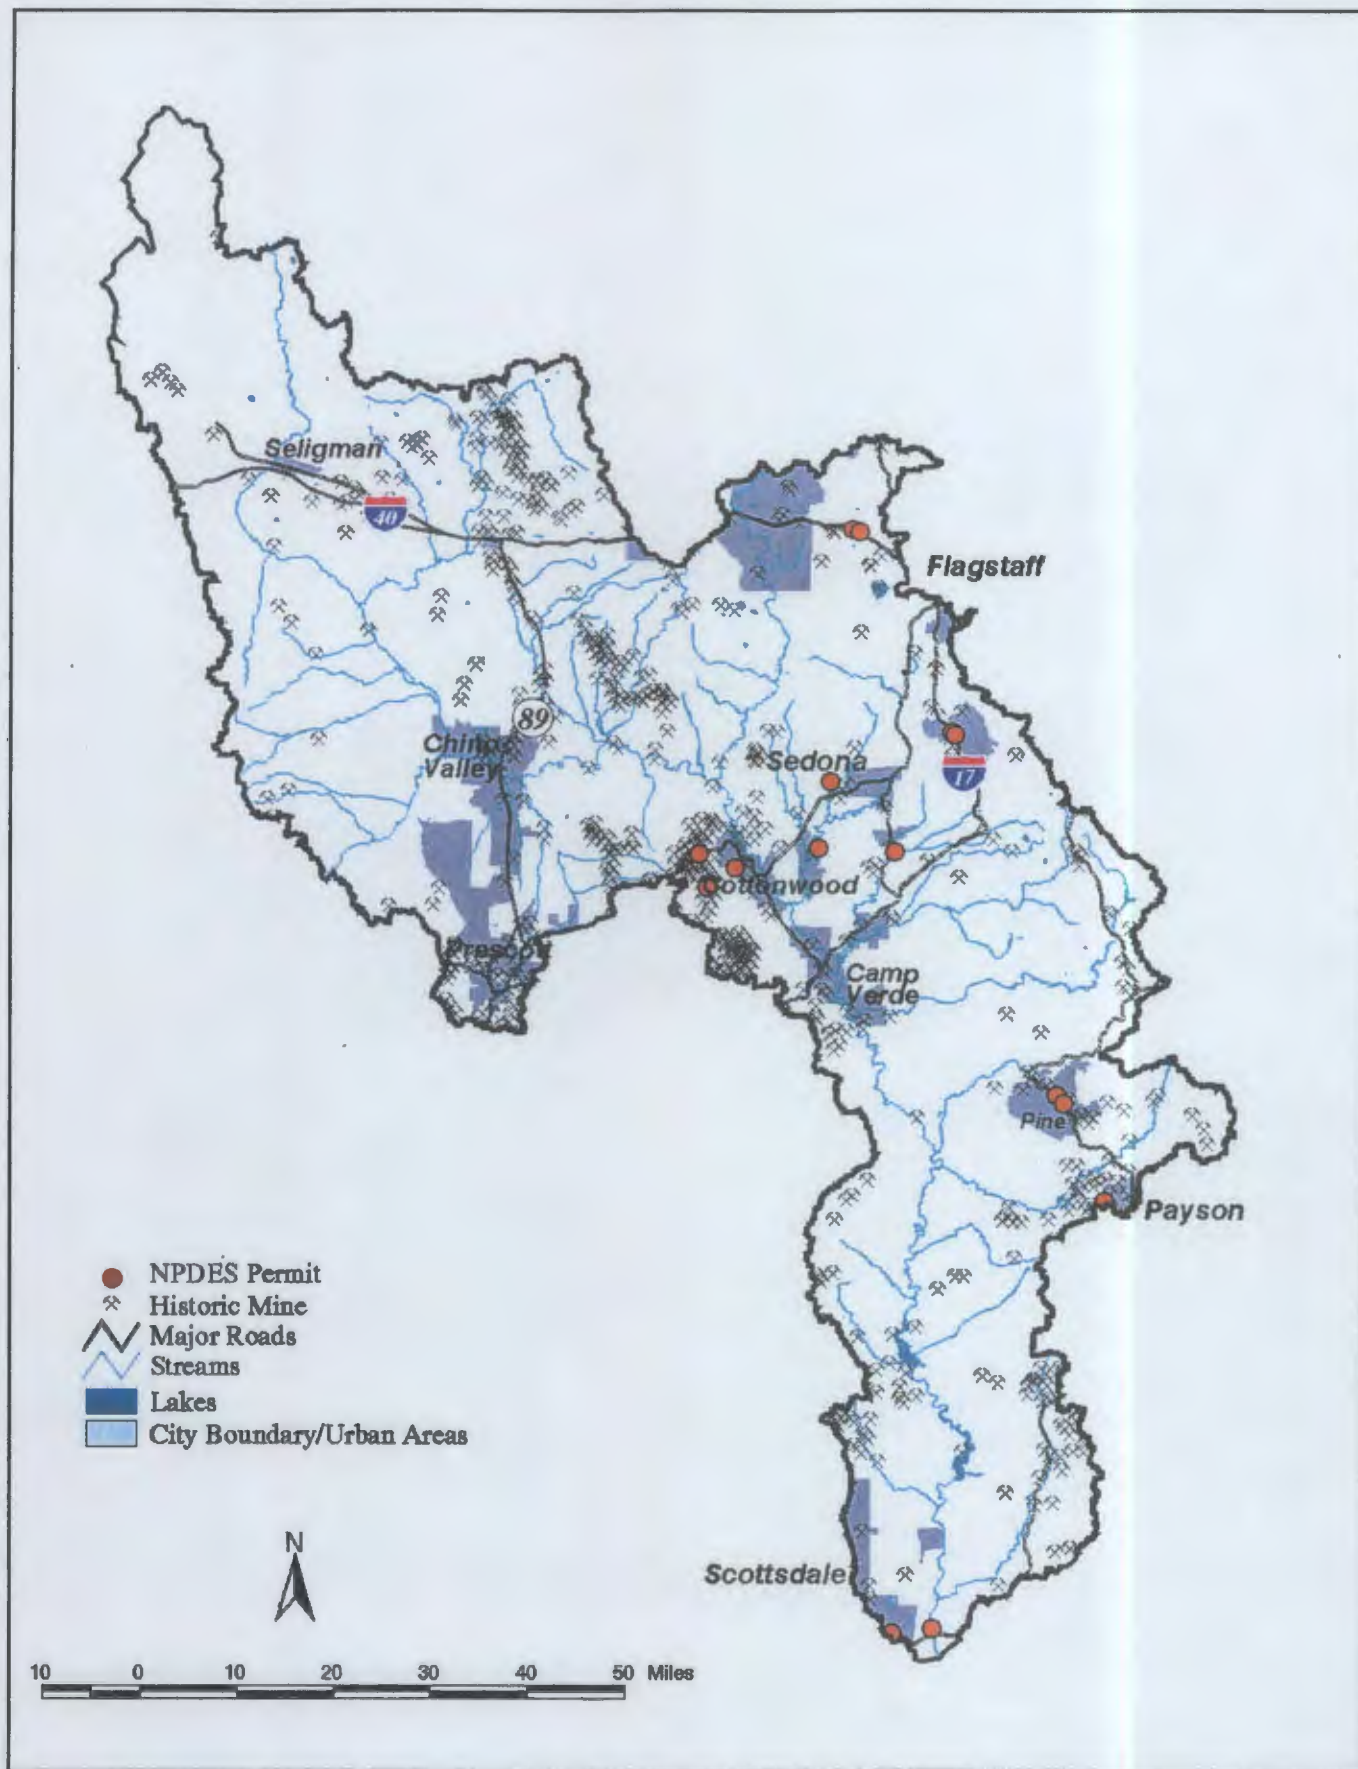 Seligman
40
Flagstaff
89
Chino
Valley
Sedona
17
Cottonwood
Prescott
Camp
Verde
Pine
Payson
NPDES Permit
Historic Mine
Major Roads
Streams
Lakes
City Boundary/Urban Areas
N
Scottsdale
10 0 10 20 30 40 50 Miles